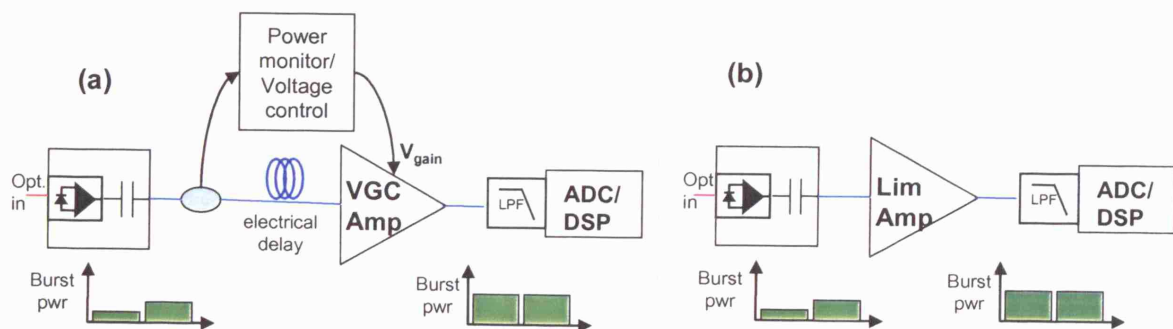 (a)
Power
monitor/
Voltage
control
Opt.
in
electrical
delay
Vgain
VGC
Amp
LPF
ADC/
DSP
Burst
pwr
Burst
pwr
(b)
Opt
in
Lim
Amp
LPF
ADC/
DSP
Burst
pwr
Burst
pwr